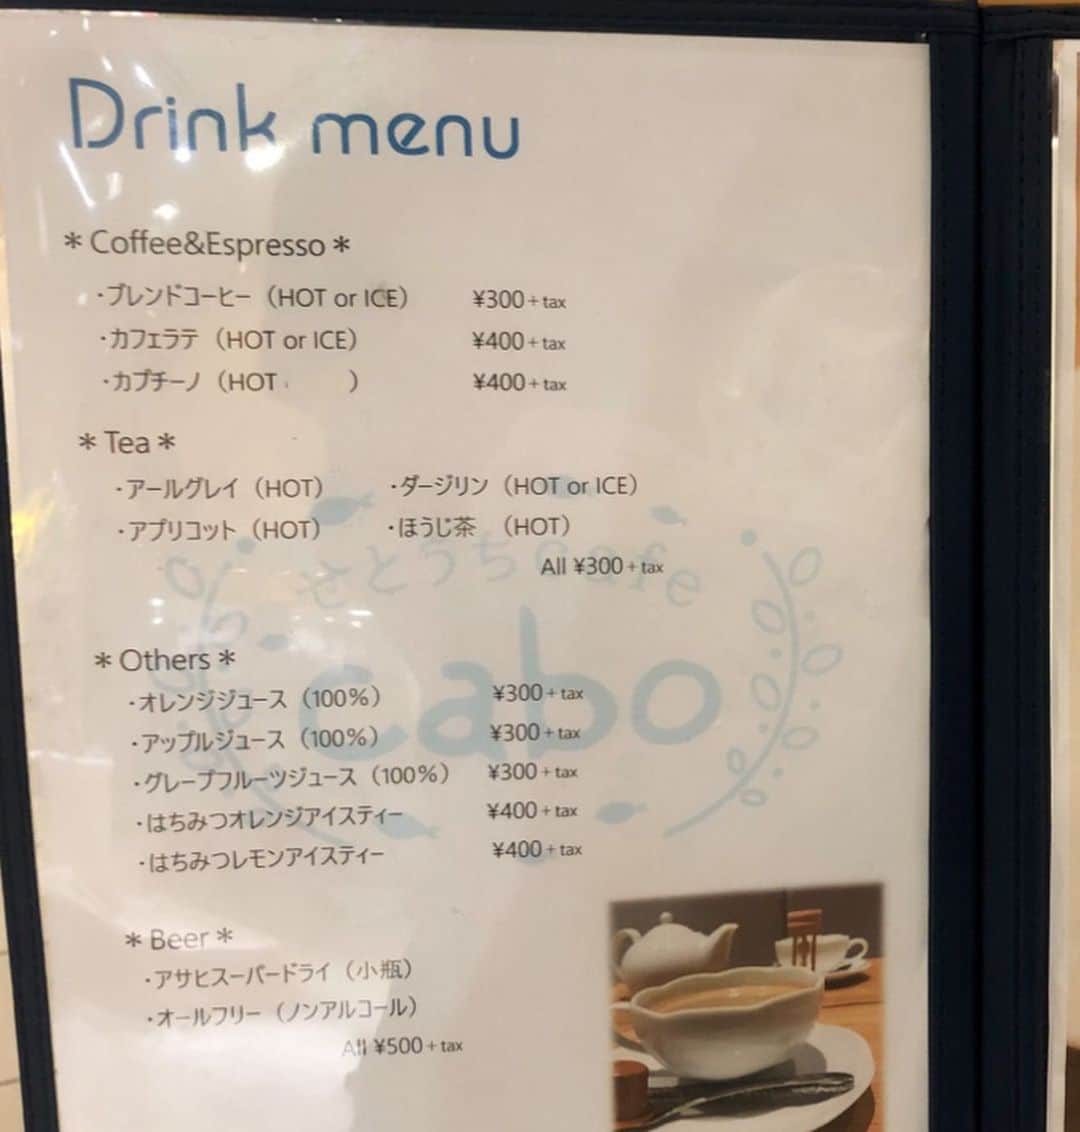 Drink menu
＊Coffee&Espresso＊
・ブレンドコーヒー（HOT or ICE） ¥300+tax
・カフェラテ（HOT or ICE） ¥400+tax
・カプチーノ（HOT ） ¥400+tax
＊Tea＊
・アールグレイ（HOT） ・ダージリン（HOT or ICE）
・アプリコット（HOT） ・ほうじ茶 （HOT）
All ¥300+tax
せとうちcafe
cabo
＊Others＊
・オレンジジュース（100％） ¥300+tax
・アップルジュース（100％） ¥300+tax
・グレープフルーツジュース（100％） ¥300+tax
・はちみつオレンジアイスティー ¥400+tax
・はちみつレモンアイスティー ¥400+tax
＊Beer＊
・アサヒスーパードライ（小瓶）
・オールフリー（ノンアルコール）
All ¥500+tax